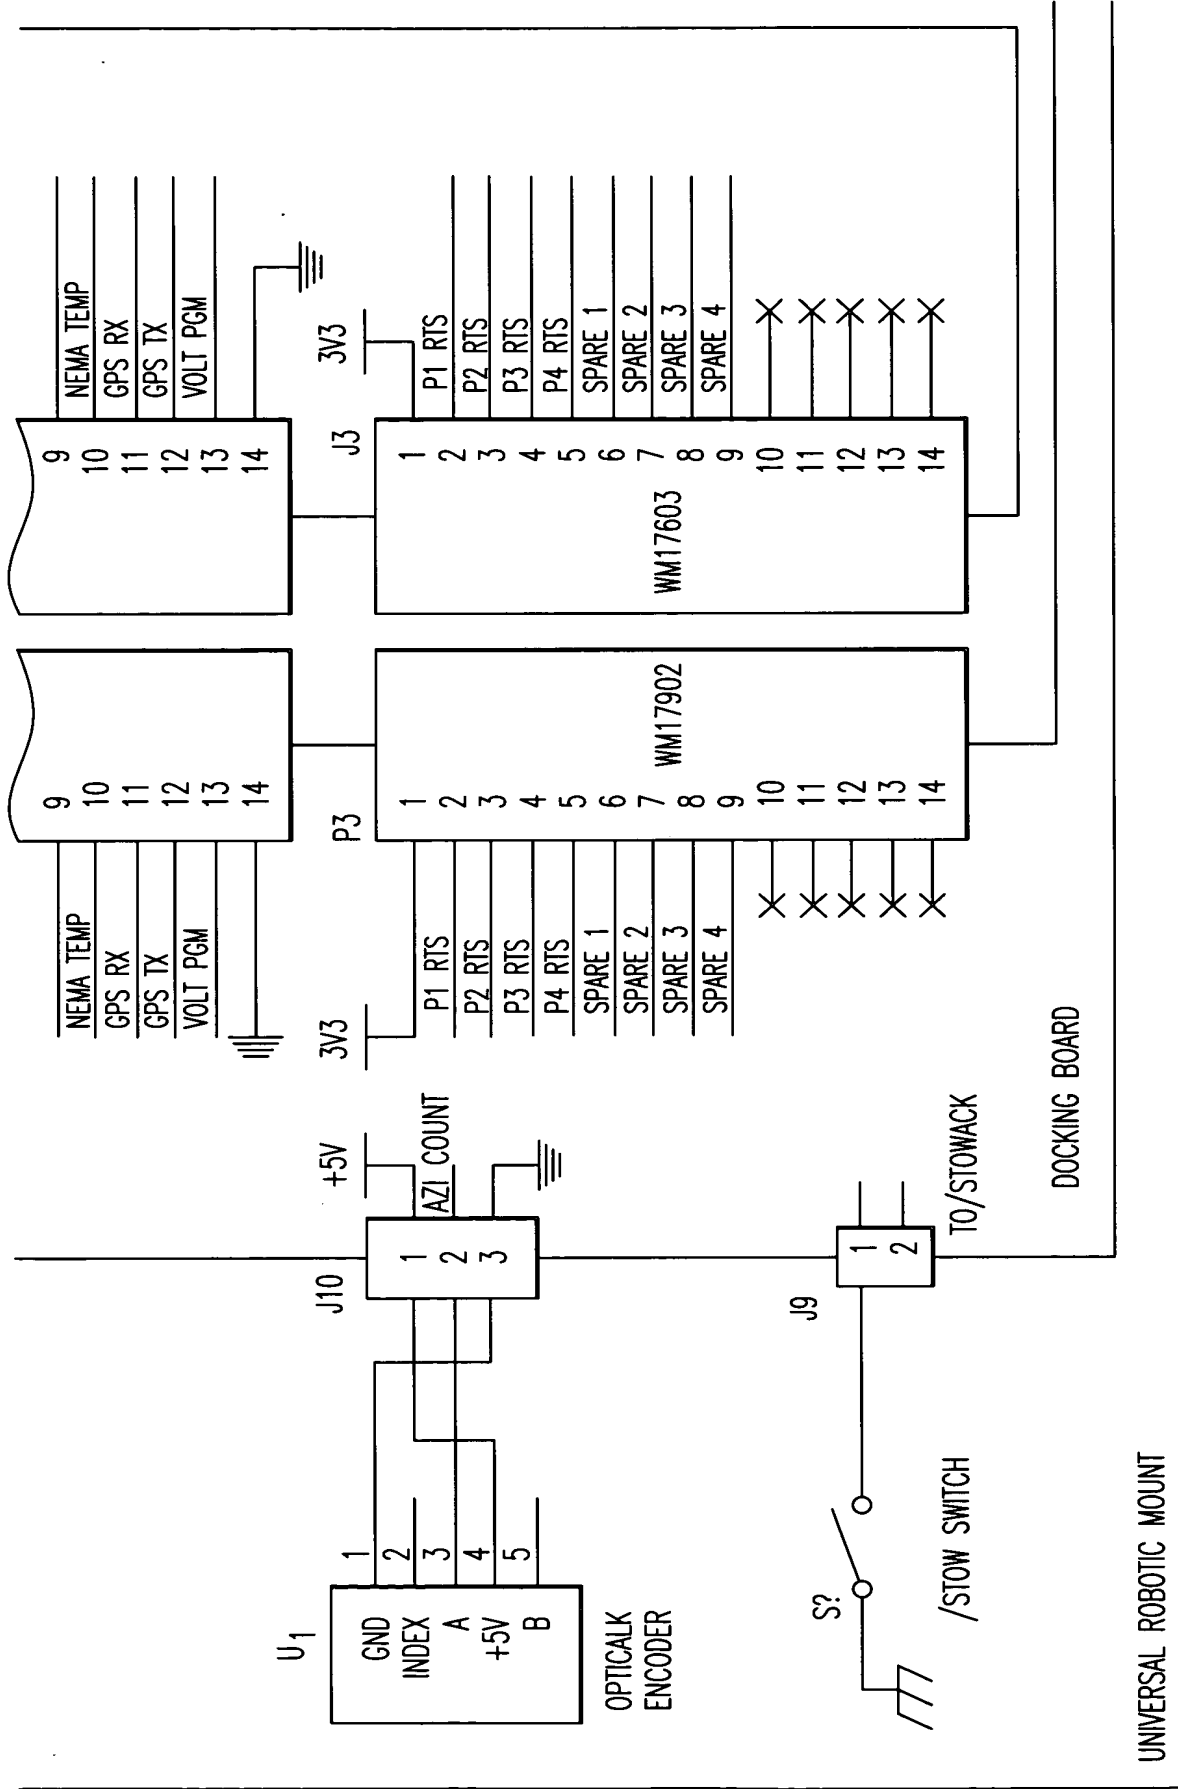 U1
GND
INDEX
A
+5V
B
1
2
3
4
5
OPTICALK
ENCODER
S?
/STOW SWITCH
UNIVERSAL ROBOTIC MOUNT
J10
1
2
3
+5V
AZI COUNT
J9
1
2
TO/STOWACK
DOCKING BOARD
NEMA TEMP
GPS RX
GPS TX
VOLT PGM
9
10
11
12
13
14
3V3
P1 RTS
P2 RTS
P3 RTS
P4 RTS
SPARE 1
SPARE 2
SPARE 3
SPARE 4
P3
1
2
3
4
5
6
7
8
9
10
11
12
13
14
WM17902
9
10
11
12
13
14
NEMA TEMP
GPS RX
GPS TX
VOLT PGM
J3
WM17603
1
2
3
4
5
6
7
8
9
10
11
12
13
14
3V3
P1 RTS
P2 RTS
P3 RTS
P4 RTS
SPARE 1
SPARE 2
SPARE 3
SPARE 4